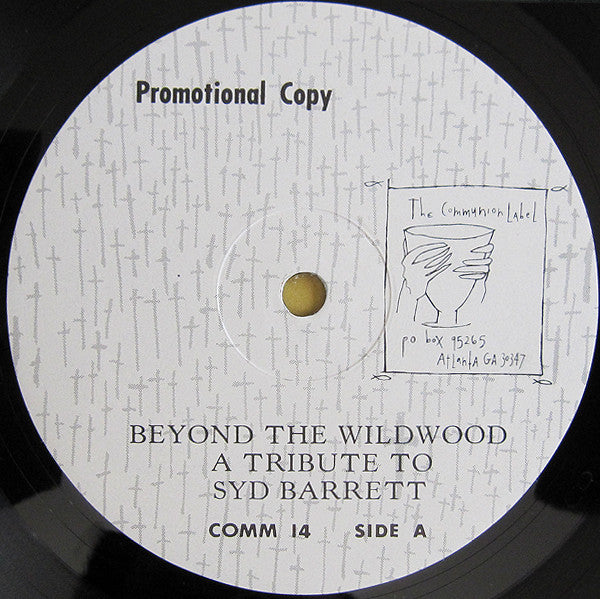 Promotional Copy
The Communion Label
po box 95265
Atlanta GA 30347
BEYOND THE WILDWOOD
A TRIBUTE TO
SYD BARRETT
COMM 14 SIDE A